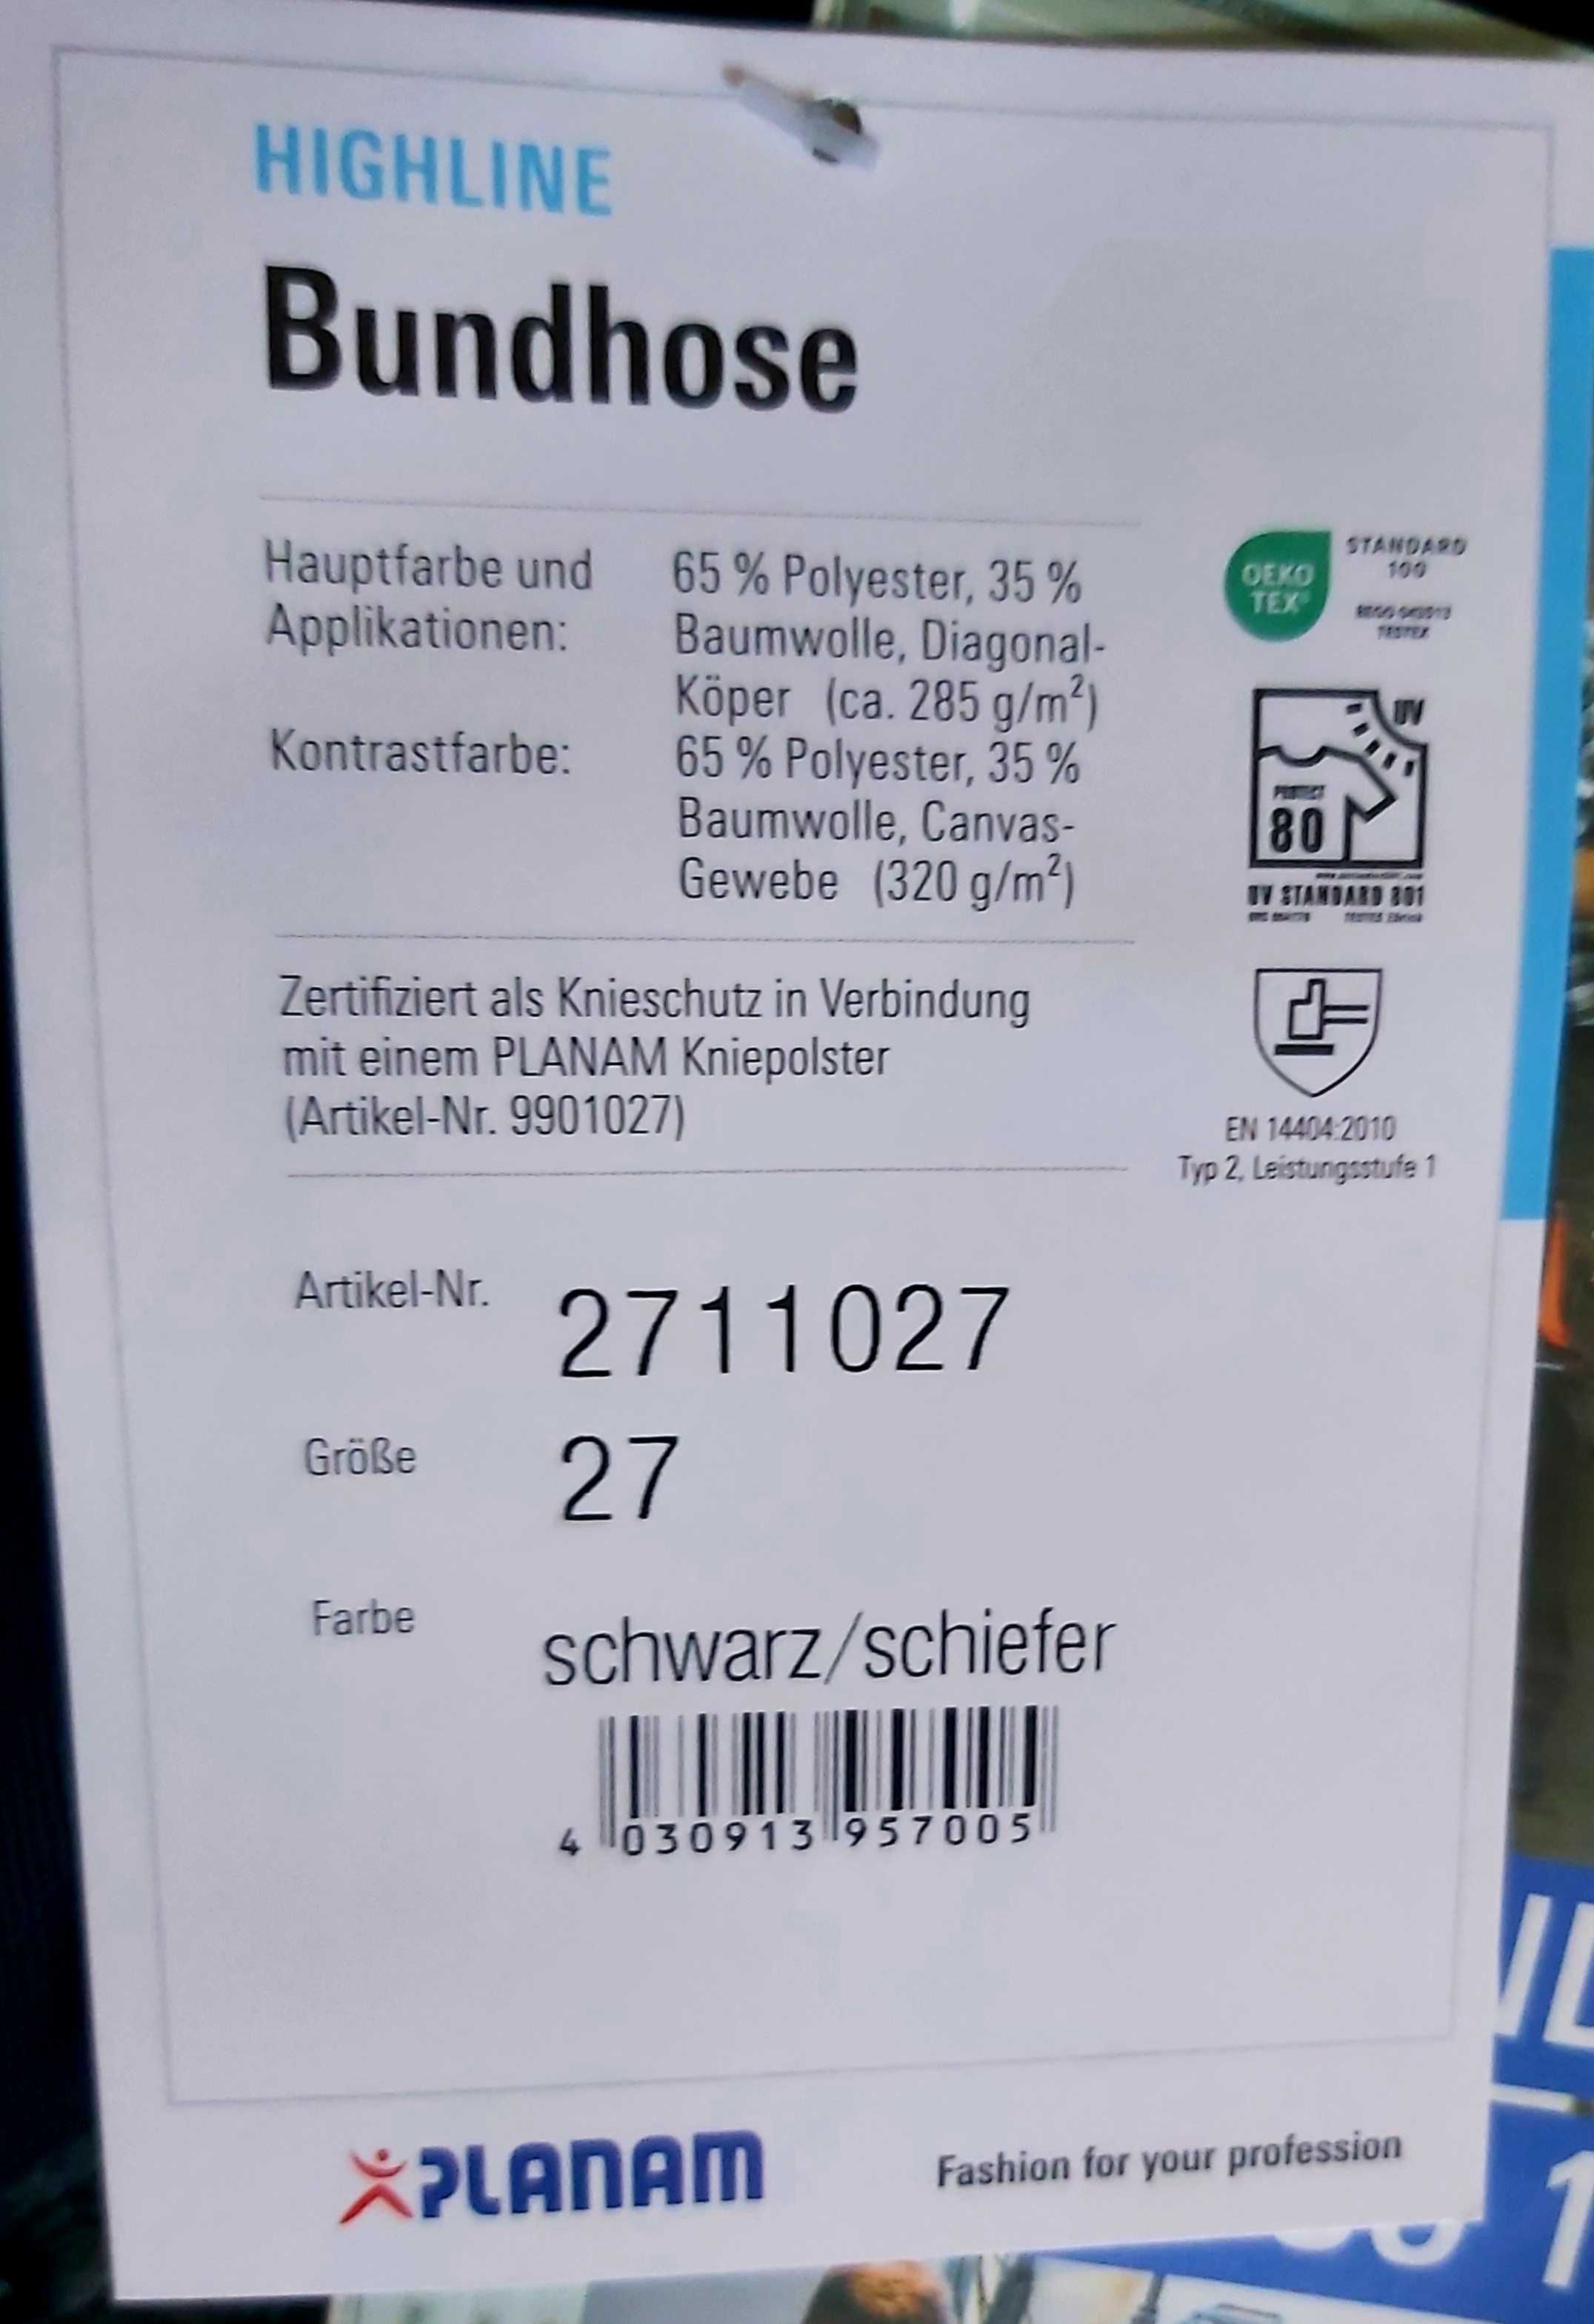 HIGHLINE
Bundhose
Hauptfarbe und
Applikationen:
65 % Polyester, 35 %
Baumwolle, Diagonal-
Köper (ca. 285 g/m²)
Kontrastfarbe:
65 % Polyester, 35 %
Baumwolle, Canvas-
Gewebe (320 g/m²)
OEKO
TEX®
STANDARD
100
TESTEX
UV
PROTECT
80
UV STANDARD 801
Zertifiziert als Knieschutz in Verbindung
mit einem PLANAM Kniepolster
(Artikel-Nr. 9901027)
EN 14404:2010
Typ 2, Leistungsstufe 1
Artikel-Nr. 2711027
Größe 27
Farbe schwarz/schiefer
4 030913 957005
PLANAM
Fashion for your profession